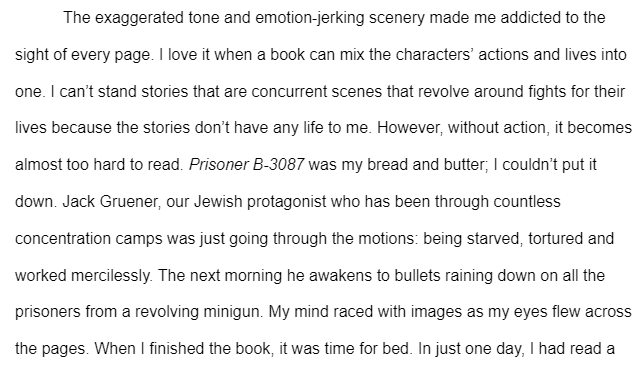 The exaggerated tone and emotion-jerking scenery made me addicted to the
sight of every page. I love it when a book can mix the characters’ actions and lives into
one. I can’t stand stories that are concurrent scenes that revolve around fights for their
lives because the stories don’t have any life to me. However, without action, it becomes
almost too hard to read. Prisoner B-3087 was my bread and butter; I couldn’t put it
down. Jack Gruener, our Jewish protagonist who has been through countless
concentration camps was just going through the motions: being starved, tortured and
worked mercilessly. The next morning he awakens to bullets raining down on all the
prisoners from a revolving minigun. My mind raced with images as my eyes flew across
the pages. When I finished the book, it was time for bed. In just one day, I had read a